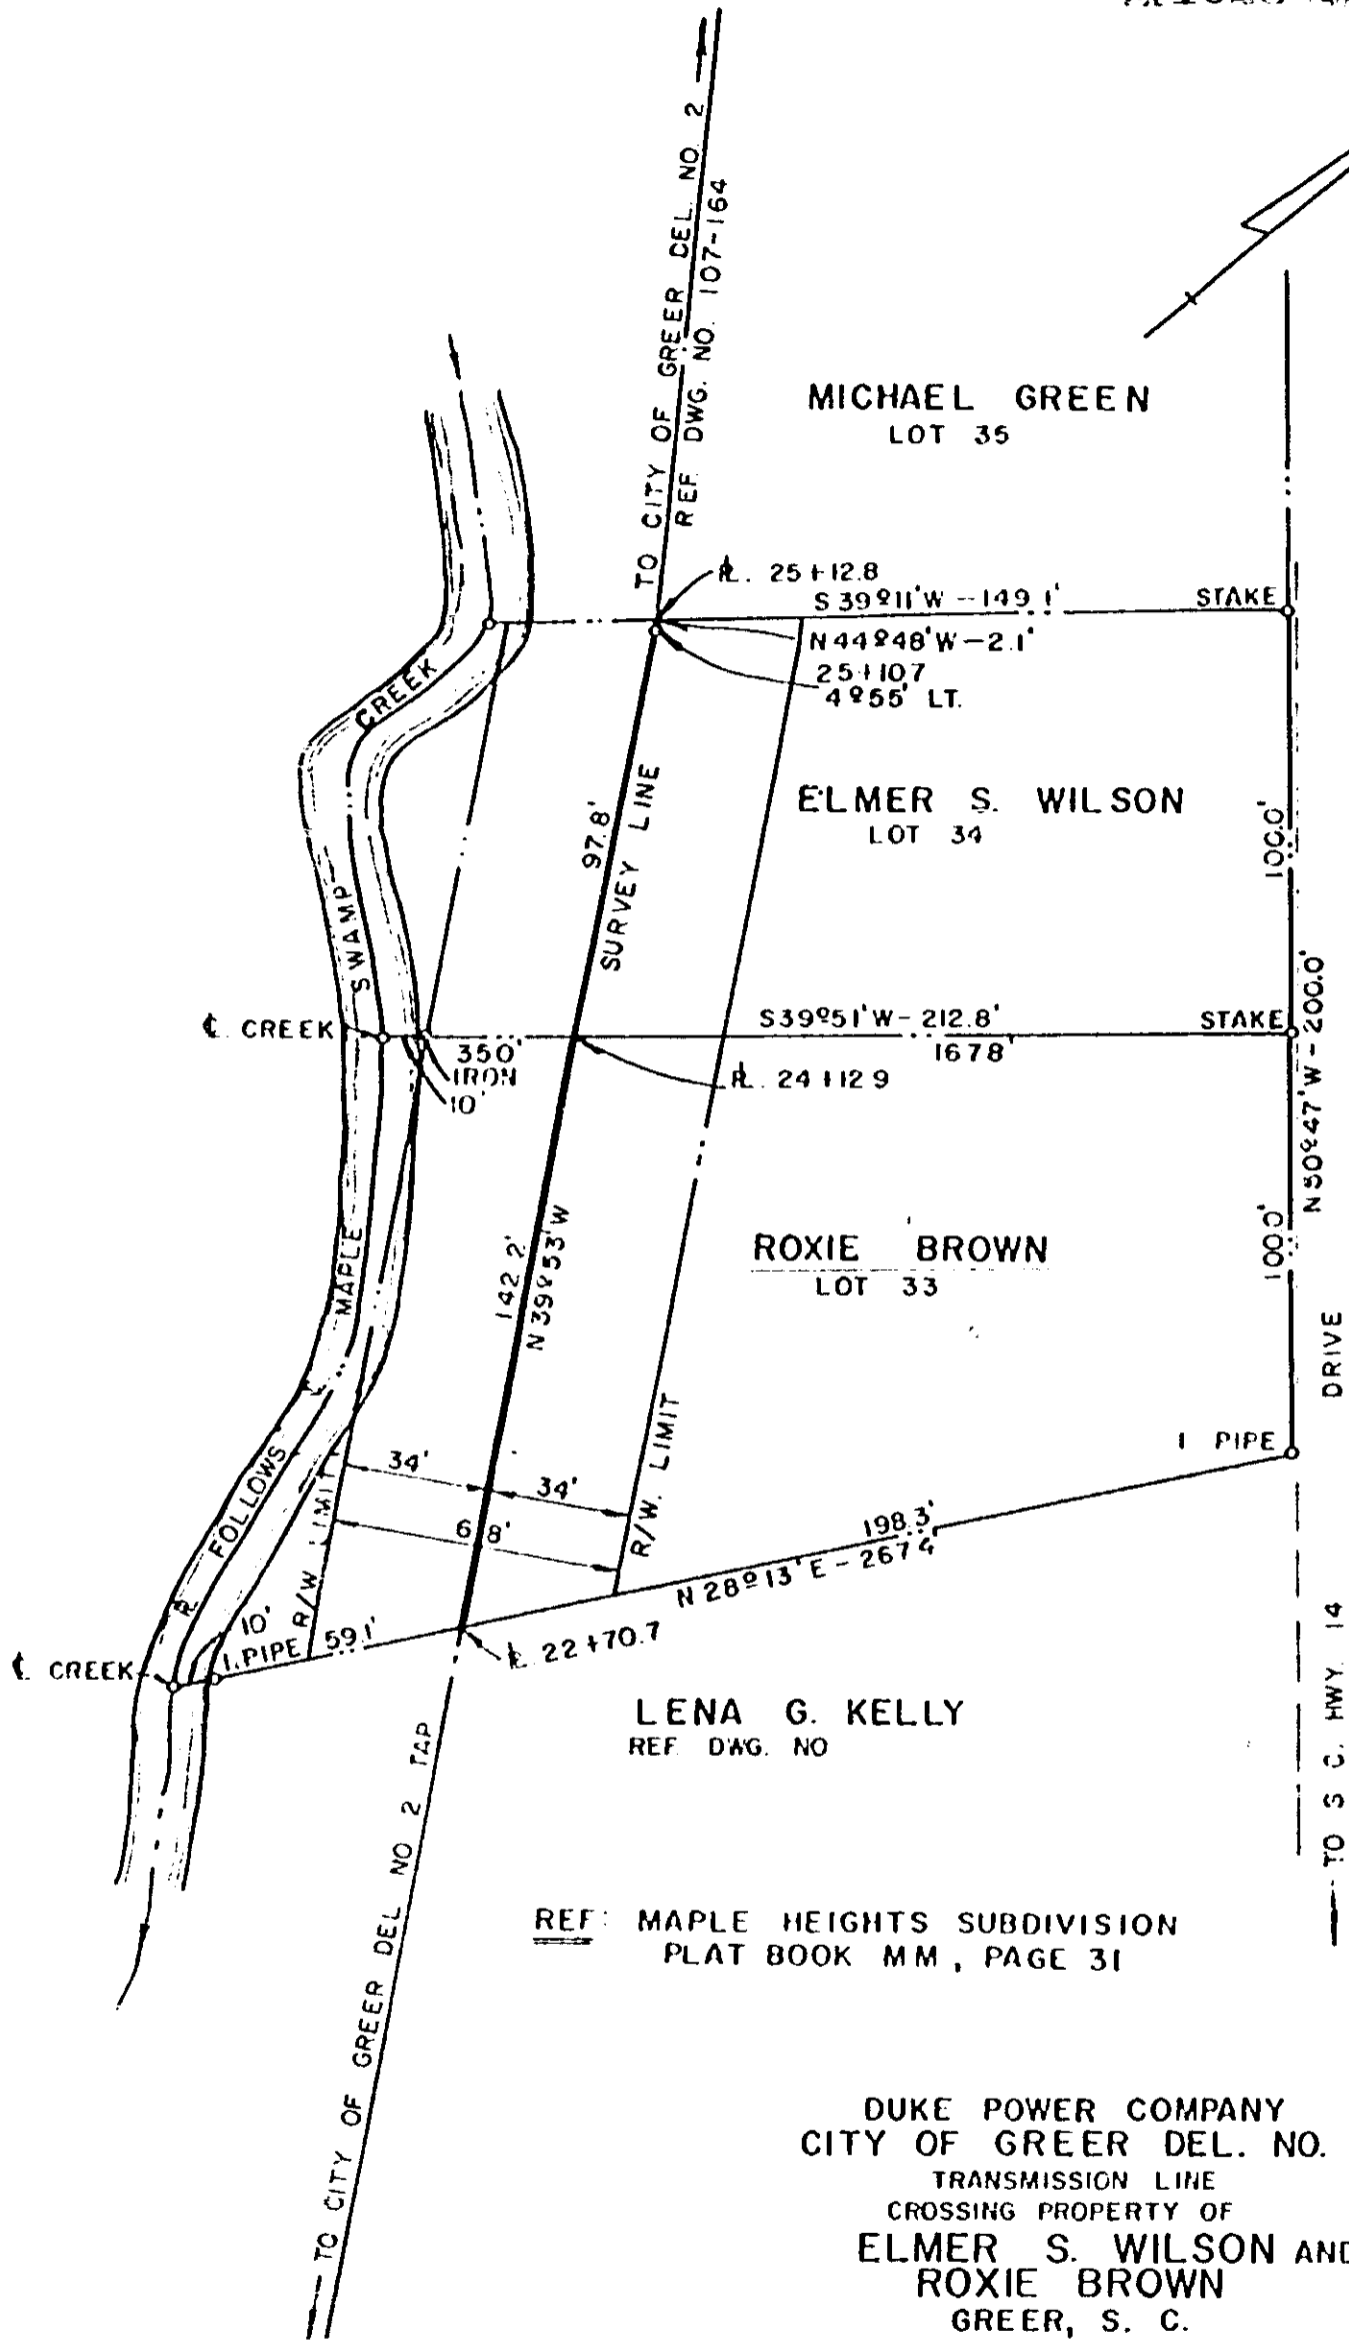 TO CITY OF GREER DEL. NO. 2
REF. DWG. NO. 107-164
MICHAEL GREEN
LOT 35
℄. 25+12.8
S 39°11'W - 149.1'
STAKE
N 44°48'W - 2.1'
25+10.7
4°55' LT.
CREEK
ELMER S. WILSON
LOT 34
97.8'
SURVEY LINE
100.0'
SWAMP
℄ CREEK
S39°51'W - 212.8'
STAKE
35.0'
167.8'
IRON
10'
℄. 24+12.9
N50°47'W - 200.0'
MAPLE
142.2'
N 39°53'W
ROXIE BROWN
LOT 33
100.0'
DRIVE
R/W. LIMIT
I PIPE
34'
34'
68'
FOLLOWS
R/W LIMIT
198.3'
N 28°13'E - 267.4'
10'
I. PIPE
59.1'
℄ CREEK
℄ 22+70.7
LENA G. KELLY
REF. DWG. NO
TO S. C. HWY. 14
TO CITY OF GREER DEL NO 2 TAP
REF: MAPLE HEIGHTS SUBDIVISION
PLAT BOOK MM, PAGE 31
DUKE POWER COMPANY
CITY OF GREER DEL. NO.
TRANSMISSION LINE
CROSSING PROPERTY OF
ELMER S. WILSON AND
ROXIE BROWN
GREER, S. C.